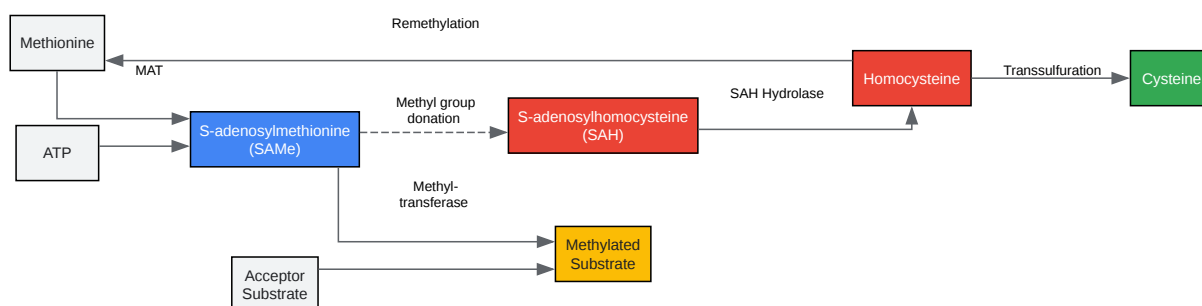 Remethylation
Methionine
MAT
Homocysteine
Transsulfuration
Cysteine
SAH Hydrolase
Methyl group
donation
S-adenosylmethionine
(SAMe)
S-adenosylhomocysteine
(SAH)
ATP
Methyl-
transferase
Methylated
Substrate
Acceptor
Substrate